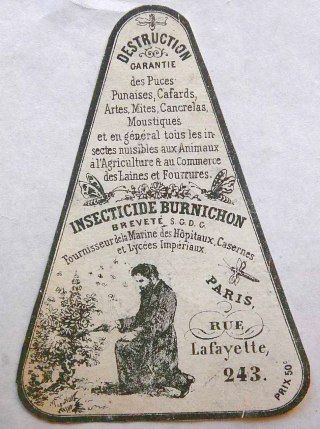 DESTRUCTION
GARANTIE
des Puces
Punaises, Cafards,
Artes, Mites, Cancrelas,
Moustiques
et en général tous les in-
sectes nuisibles aux Animaux
à l'Agriculture & au Commerce
des Laines et Fourrures.
INSECTICIDE BURNICHON
BREVETÉ S.G.D.G.
Fournisseur de la Marine des Hôpitaux, Casernes
et Lycées Impériaux
PARIS
RUE
Lafayette,
243.
PRIX 50c